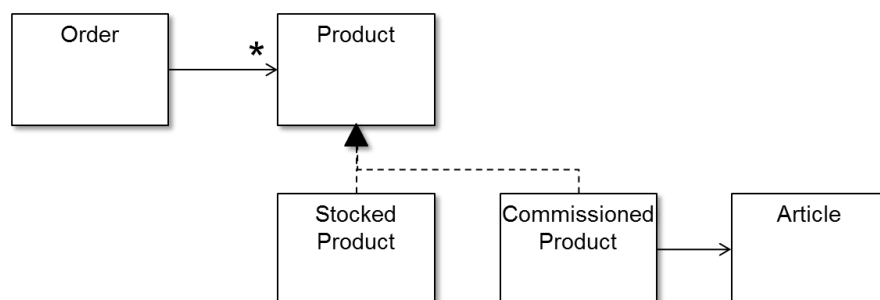 Order
*
Product
Stocked
Product
Commissioned
Product
Article